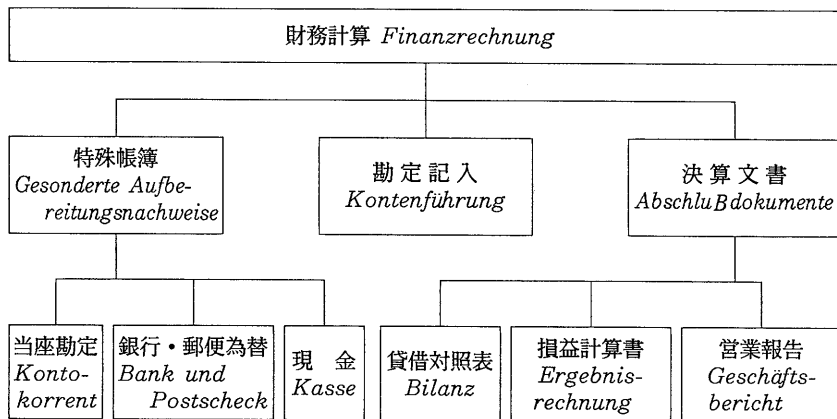 財務計算 Finanzrechnung
特殊帳簿
Gesonderte Aufbe-
reitungsnachweise
勘定記入
Kontenführung
決算文書
AbschluBdokumente
当座勘定
Konto-
korrent
銀行・郵便為替
Bank und
Postscheck
現金
Kasse
貸借対照表
Bilanz
損益計算書
Ergebnis-
rechnung
営業報告
Geschäfts-
bericht